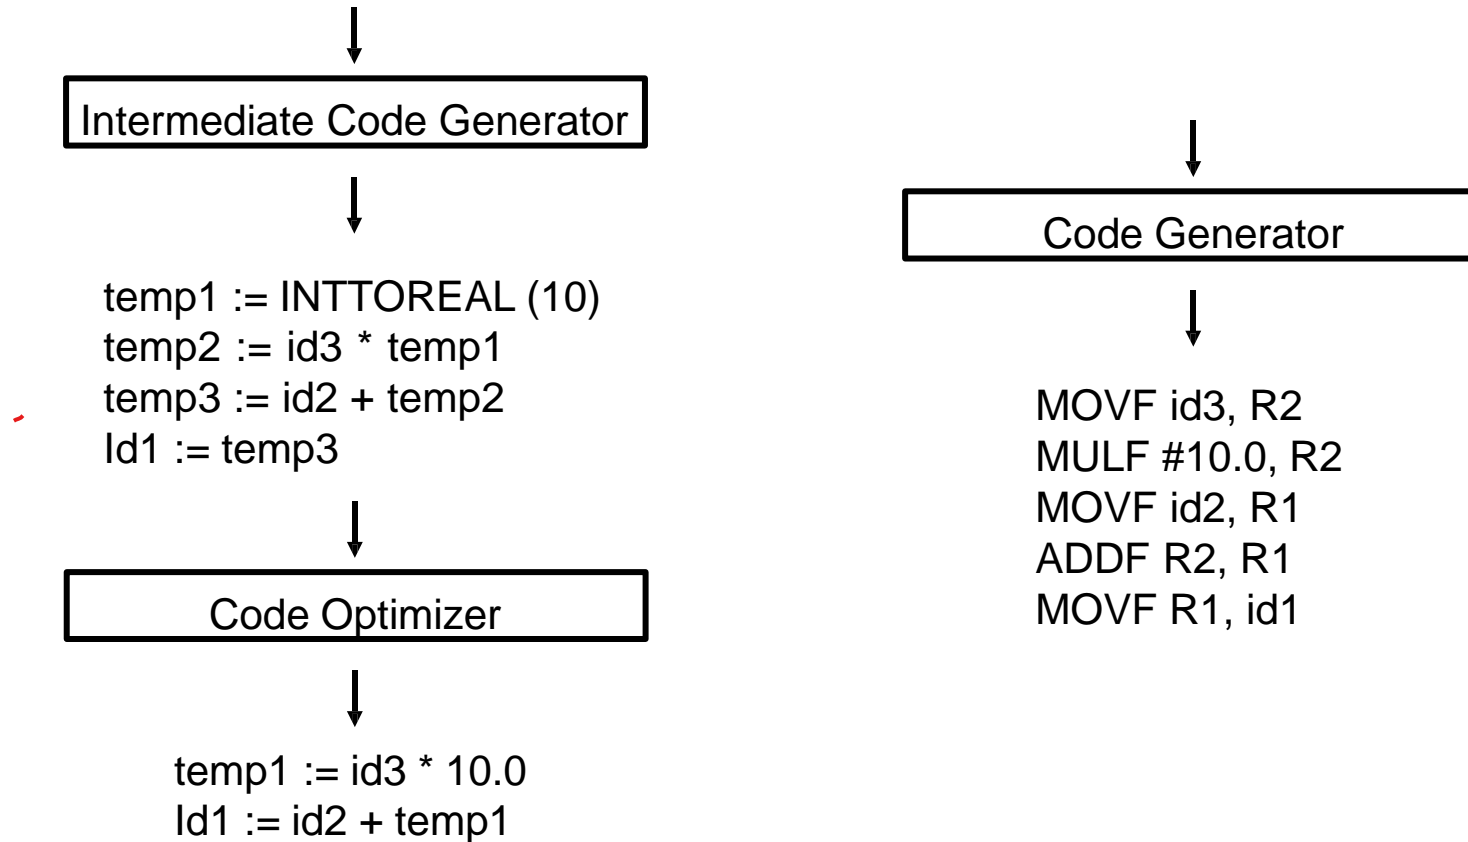 Intermediate Code Generator
temp1 := INTTOREAL (10)
temp2 := id3 * temp1
temp3 := id2 + temp2
Id1 := temp3
Code Optimizer
temp1 := id3 * 10.0
Id1 := id2 + temp1
Code Generator
MOVF id3, R2
MULF #10.0, R2
MOVF id2, R1
ADDF R2, R1
MOVF R1, id1